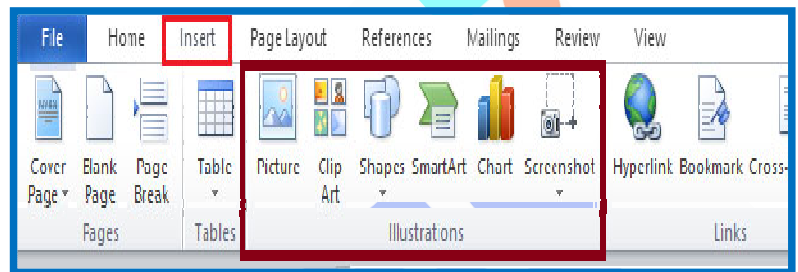 File Home Insert Page Layout References Mailings Review View
Cover Blank Page Table Picture Clip Shapes SmartArt Chart Screenshot Hyperlink Bookmark Cross-
Page Page Break Art
Pages Tables Illustrations Links